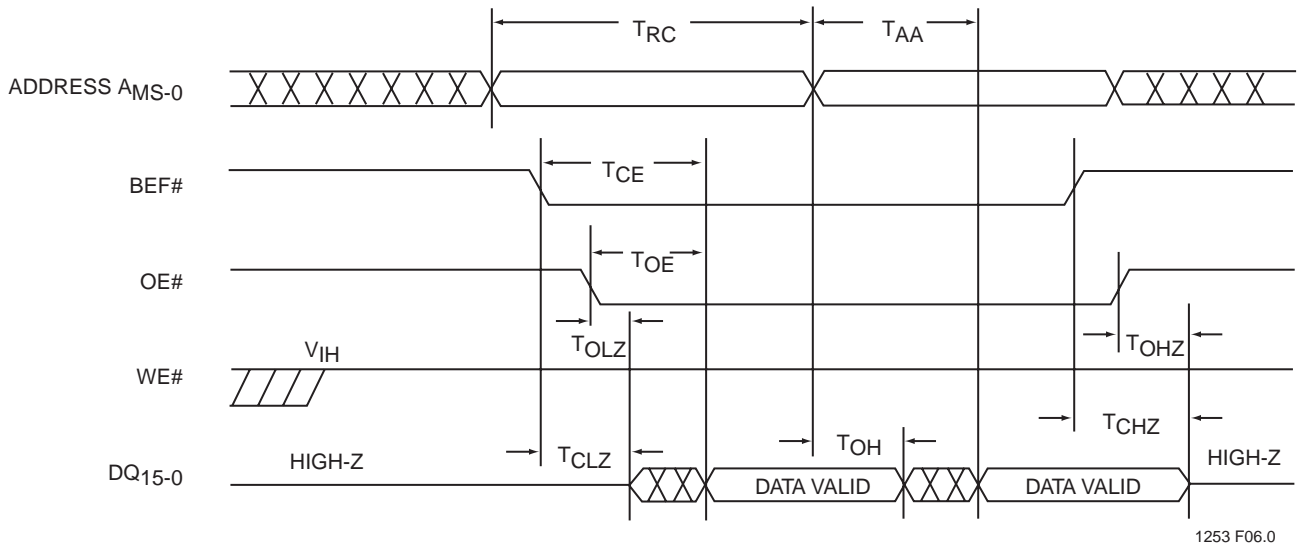 TRC TAA
ADDRESS AMS-0
TCE
BEF#
TOE
OE#
TOLZ TOHZ
VIH
WE#
TCHZ
TCLZ TOH
HIGH-Z HIGH-Z
DQ15-0
DATA VALID DATA VALID
1253 F06.0